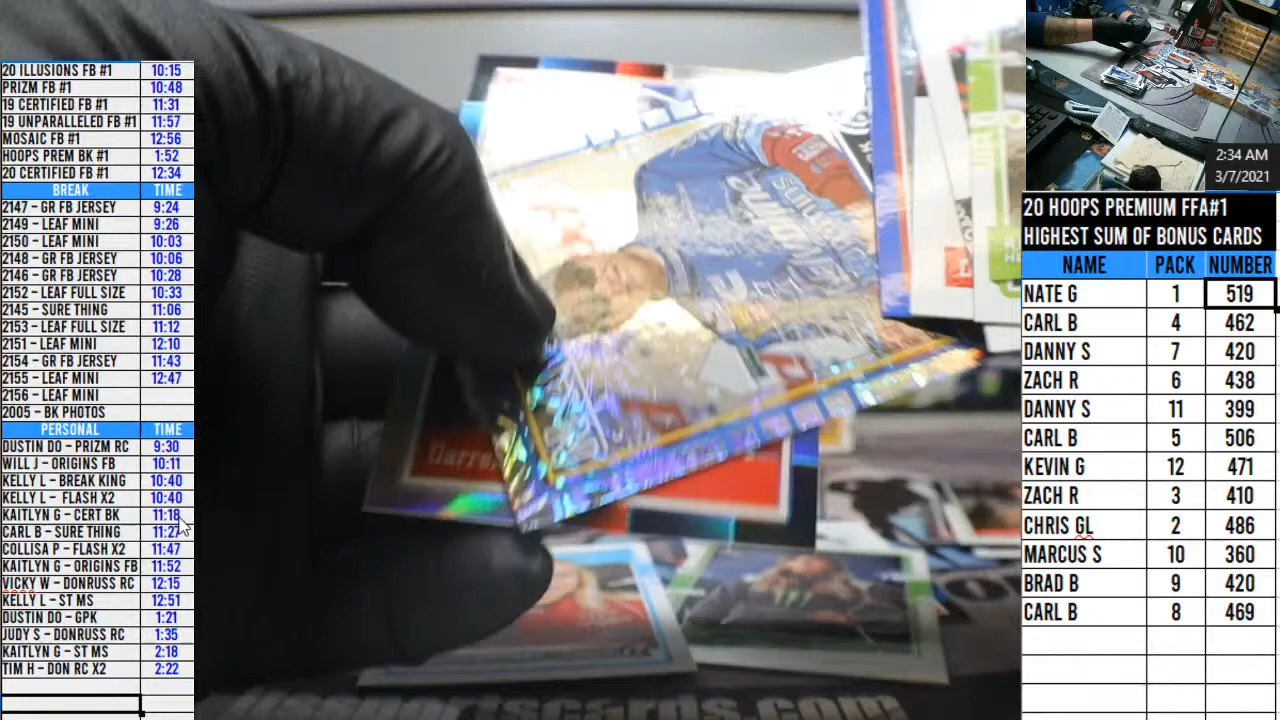 20 ILLUSIONS FB #1 10:15
PRIZM FB #1 10:48
19 CERTIFIED FB #1 11:31
19 UNPARALLELED FB #1 11:57
MOSAIC FB #1 12:56
HOOPS PREM BK #1 1:52
20 CERTIFIED FB #1 12:34
BREAK TIME
2147 - GR FB JERSEY 9:24
2149 - LEAF MINI 9:26
2150 - LEAF MINI 10:03
2148 - GR FB JERSEY 10:06
2146 - GR FB JERSEY 10:28
2152 - LEAF FULL SIZE 10:33
2145 - SURE THING 11:06
2153 - LEAF FULL SIZE 11:12
2151 - LEAF MINI 12:10
2154 - GR FB JERSEY 11:43
2155 - LEAF MINI 12:47
2156 - LEAF MINI
2005 - BK PHOTOS
PERSONAL TIME
DUSTIN DO - PRIZM RC 9:30
WILL J - ORIGINS FB 10:11
KELLY L - BREAK KING 10:40
KELLY L - FLASH X2 10:40
KAITLYN G - CERT BK 11:18
CARL B - SURE THING 11:27
COLLISA P - FLASH X2 11:47
KAITLYN G - ORIGINS FB 11:52
VICKY W - DONRUSS RC 12:15
KELLY L - ST MS 12:51
DUSTIN DO - GPK 1:21
JUDY S - DONRUSS RC 1:35
KAITLYN G - ST MS 2:18
TIM H - DON RC X2 2:22
2:34 AM
3/7/2021
20 HOOPS PREMIUM FFA#1
HIGHEST SUM OF BONUS CARDS
NAME PACK NUMBER
NATE G 1 519
CARL B 4 462
DANNY S 7 420
ZACH R 6 438
DANNY S 11 399
CARL B 5 506
KEVIN G 12 471
ZACH R 3 410
CHRIS GL 2 486
MARCUS S 10 360
BRAD B 9 420
CARL B 8 469